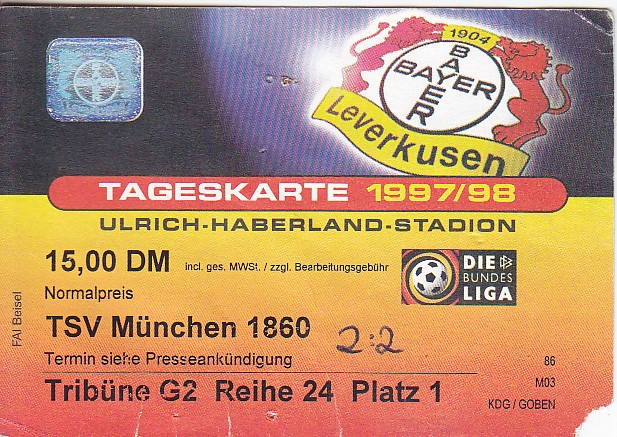 1904
BAYER
BAYER
Leverkusen
TAGESKARTE 1997/98
ULRICH-HABERLAND-STADION
15,00 DM incl. ges. MWSt. / zzgl. Bearbeitungsgebühr
DIE
BUNDES
LIGA
Normalpreis
TSV München 1860
2:2
Termin siehe Presseankündigung
86
Tribüne G2 Reihe 24 Platz 1
M03
KDG / GOBEN
FAI Beisel